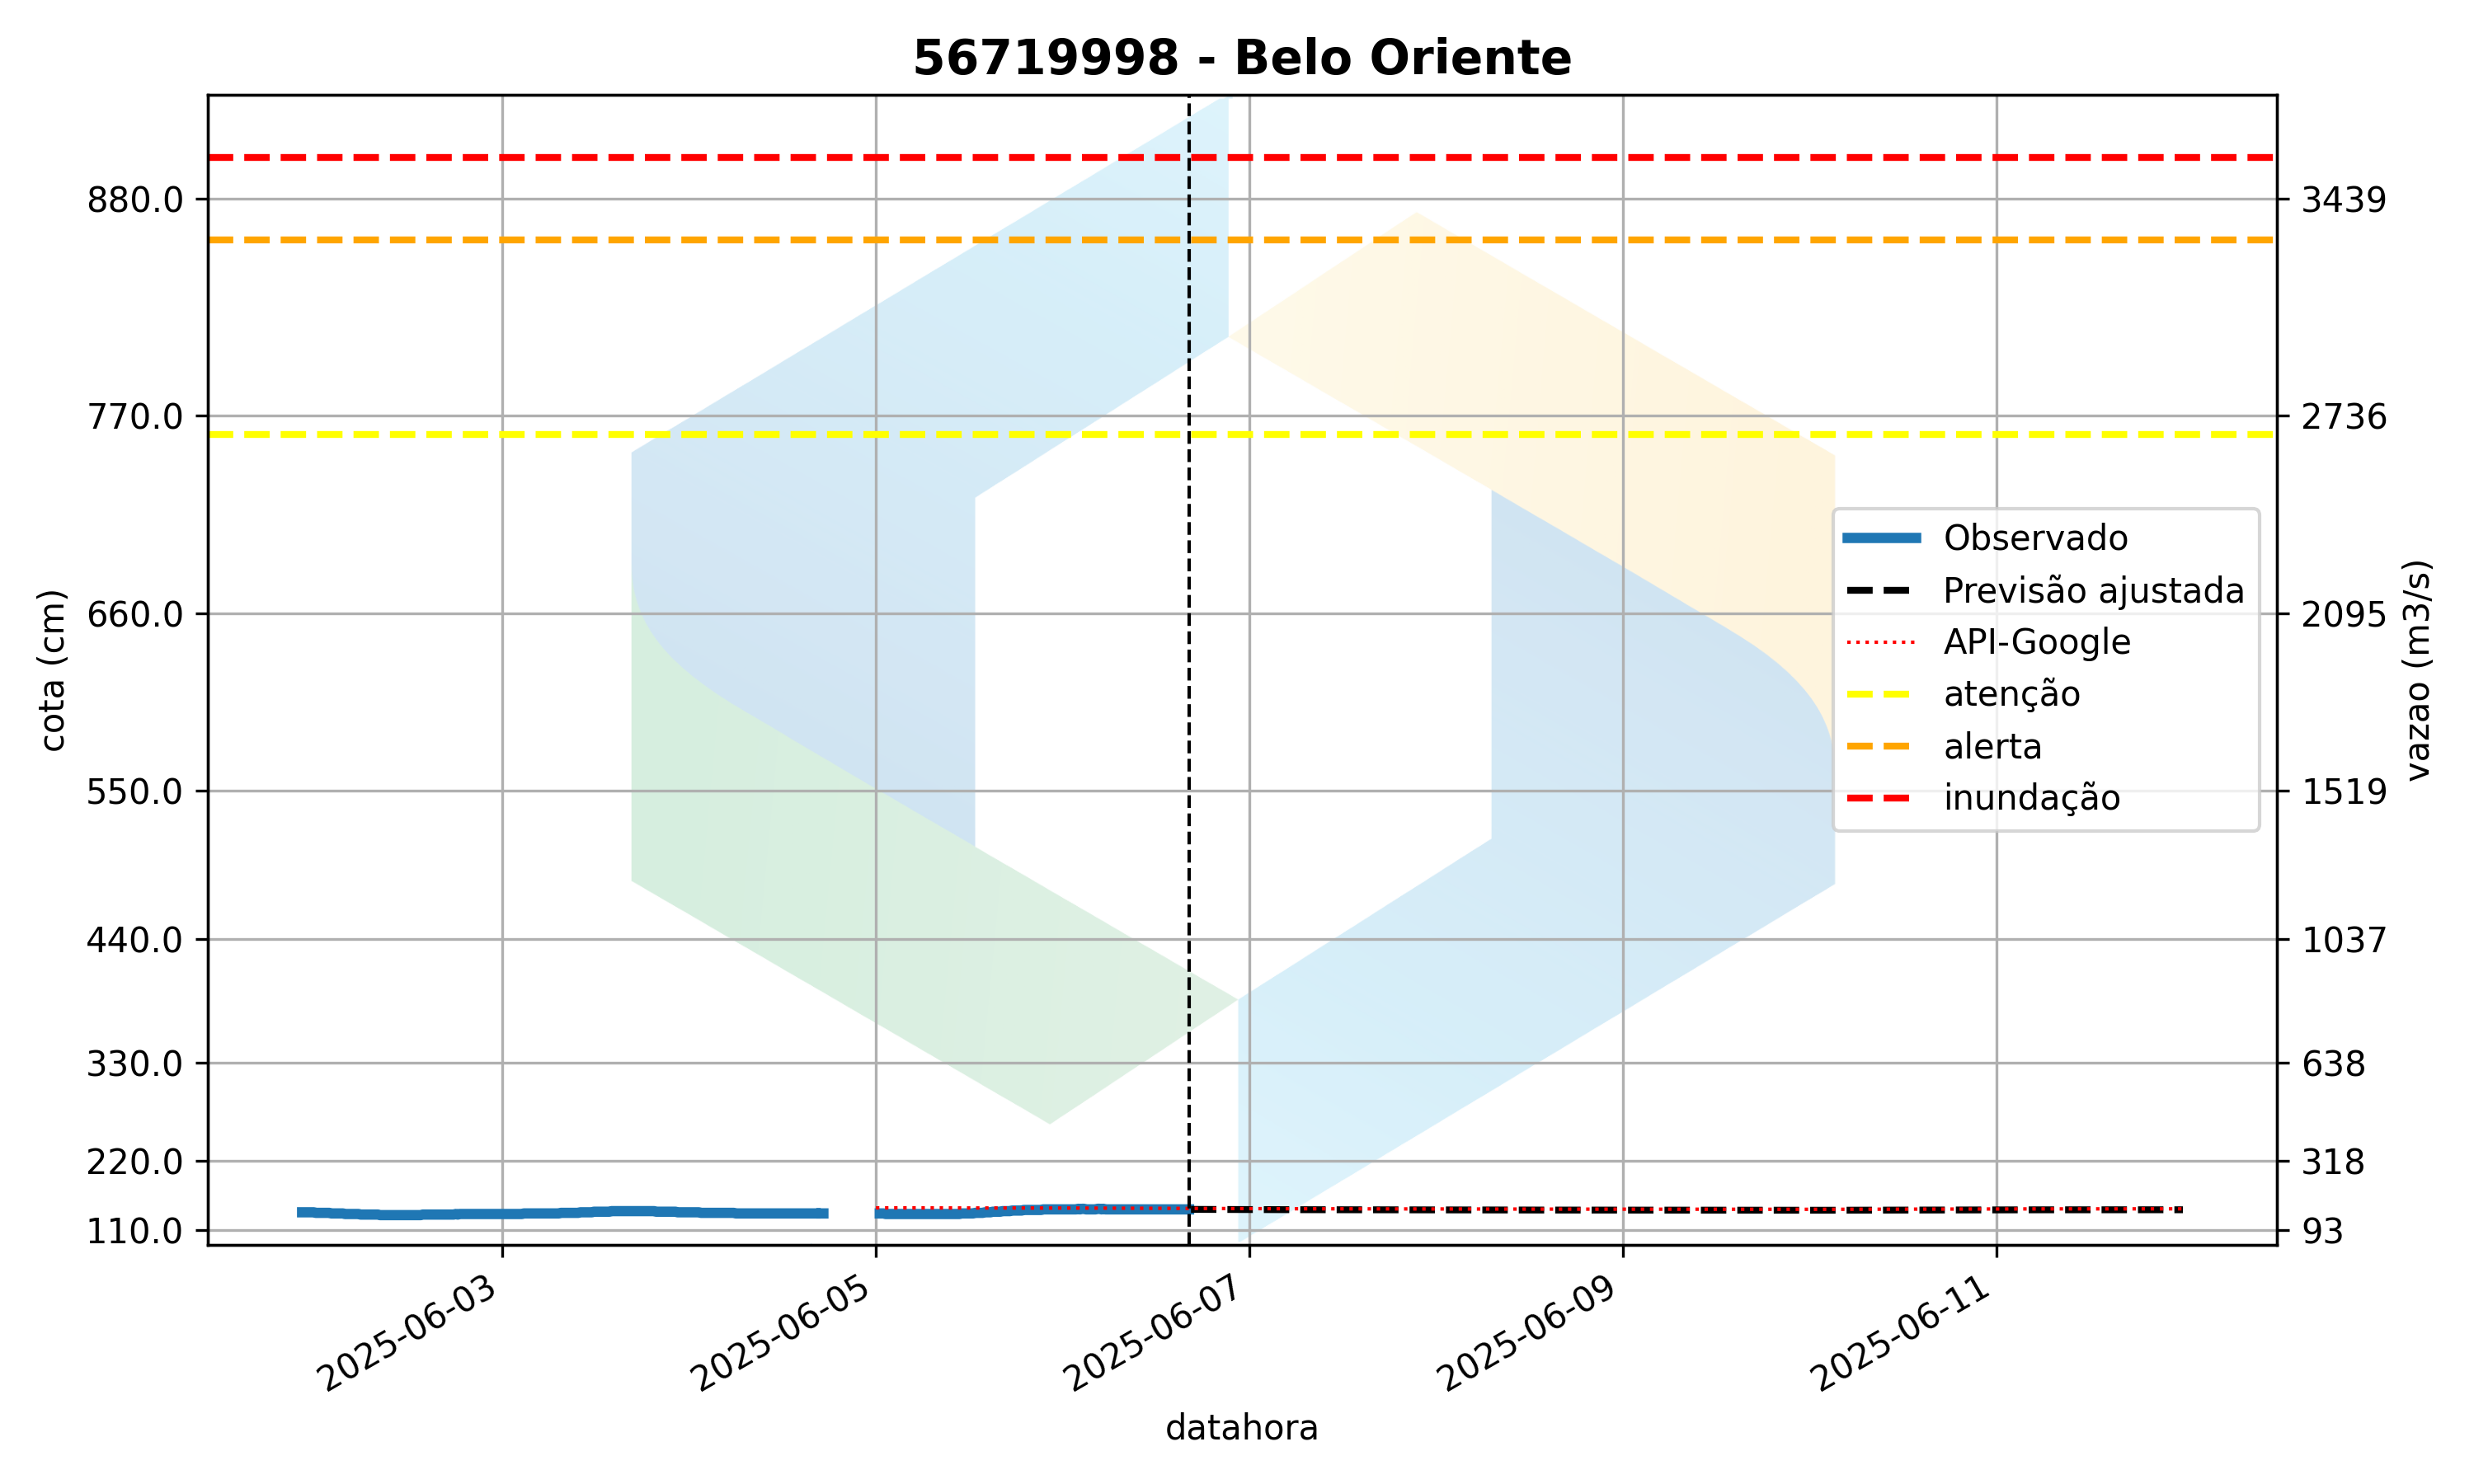 56719998 - Belo Oriente
880.0
770.0
660.0
550.0
440.0
330.0
220.0
110.0
cota (cm)
3439
2736
2095
1519
1037
638
318
93
vazao (m3/s)
Observado
Previsão ajustada
API-Google
atenção
alerta
inundação
2025-06-03
2025-06-05
2025-06-07
2025-06-09
2025-06-11
datahora